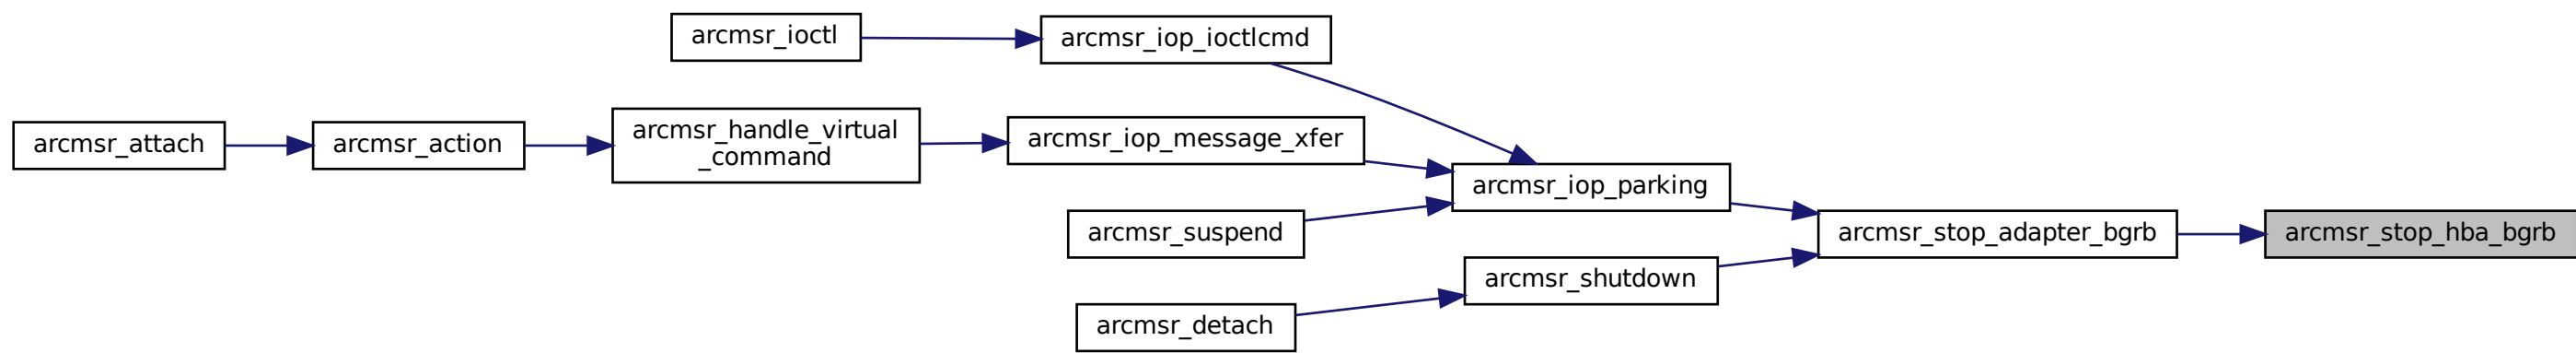 arcmsr_ioctl
arcmsr_iop_ioctlcmd
arcmsr_attach
arcmsr_action
arcmsr_handle_virtual
_command
arcmsr_iop_message_xfer
arcmsr_iop_parking
arcmsr_suspend
arcmsr_stop_adapter_bgrb
arcmsr_stop_hba_bgrb
arcmsr_shutdown
arcmsr_detach